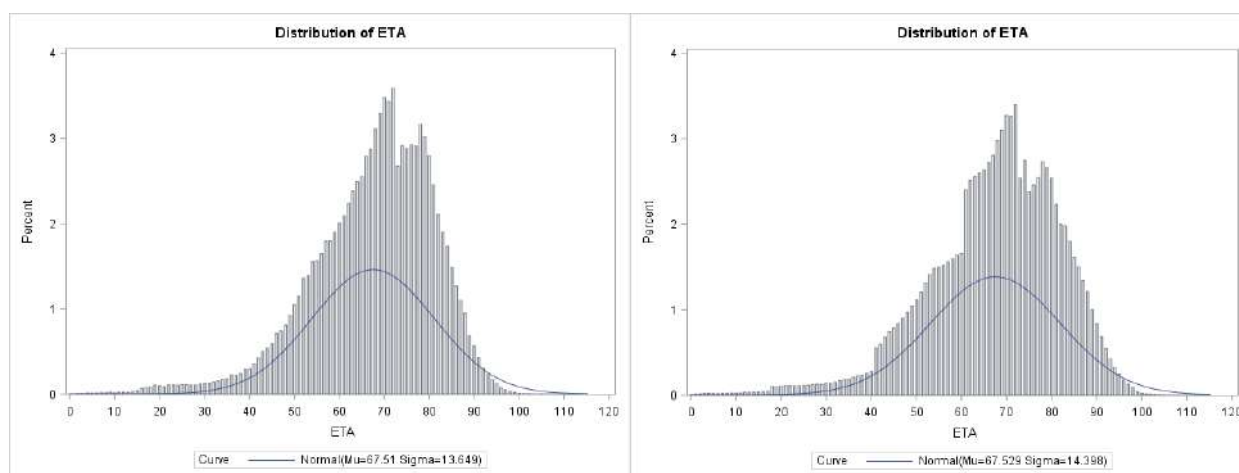 Distribution of ETA
4
3
2
1
0
Percent
0 10 20 30 40 50 60 70 80 90 100 110 120
ETA
Curve Normal(Mu=67.51 Sigma=13.649)
Distribution of ETA
4
3
2
1
0
Percent
0 10 20 30 40 50 60 70 80 90 100 110 120
ETA
Curve Normal(Mu=67.529 Sigma=14.398)